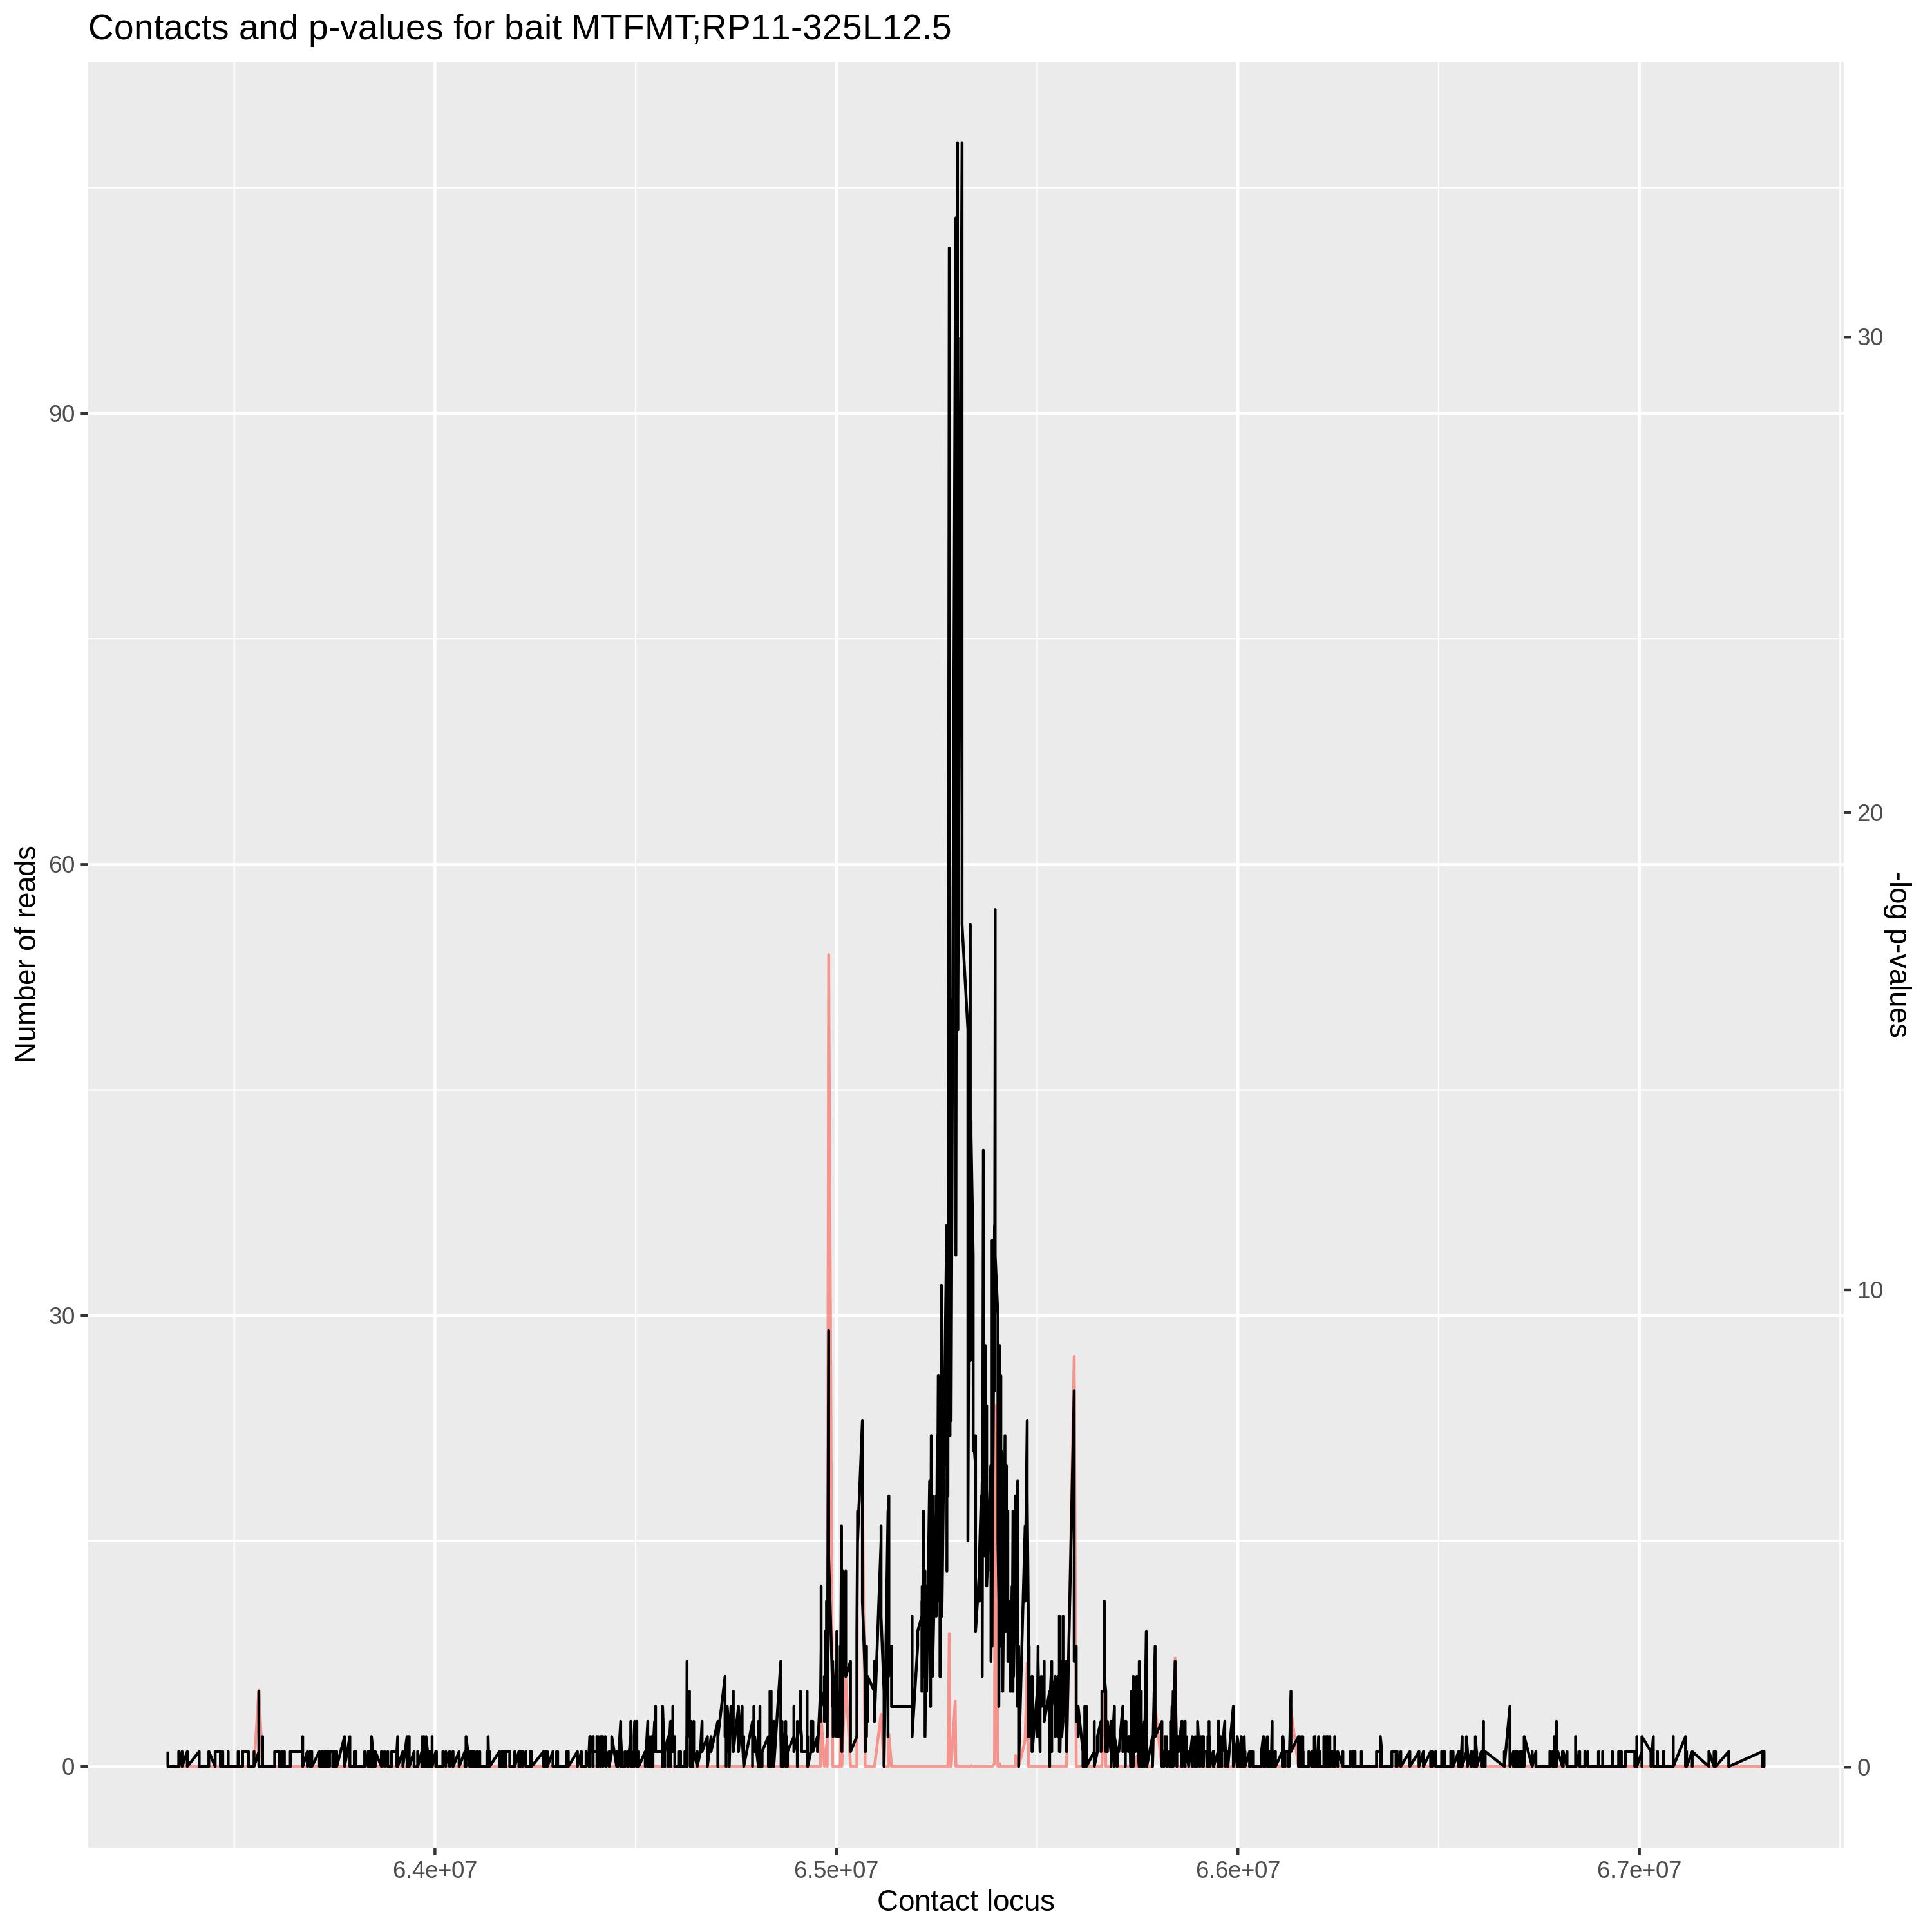 Contacts and p-values for bait MTFMT;RP11-325L12.5
Number of reads
90
60
30
0
30
20
10
0
-log p-values
6.4e+07
6.5e+07
6.6e+07
6.7e+07
Contact locus